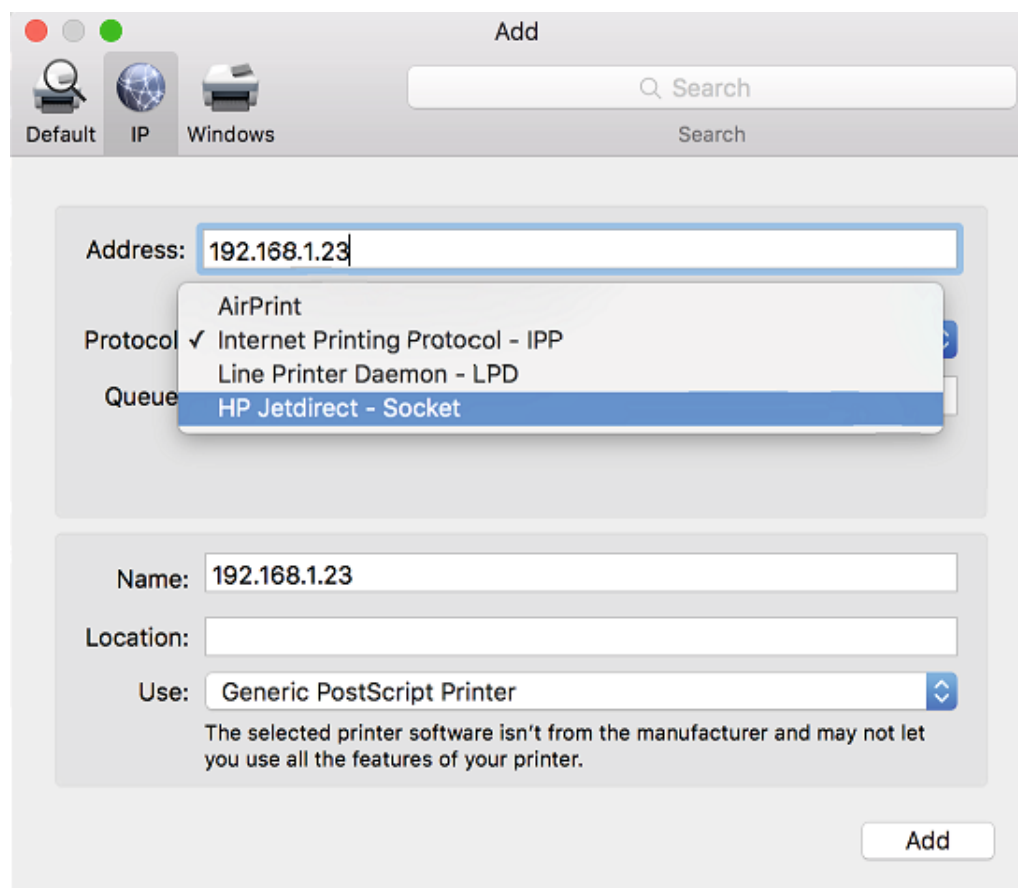 Add
Search
Default IP Windows
Search
Address: 192.168.1.23
AirPrint
Protocol ✓ Internet Printing Protocol - IPP
Line Printer Daemon - LPD
Queue
HP Jetdirect - Socket
Name: 192.168.1.23
Location:
Use: Generic PostScript Printer
The selected printer software isn't from the manufacturer and may not let
you use all the features of your printer.
Add